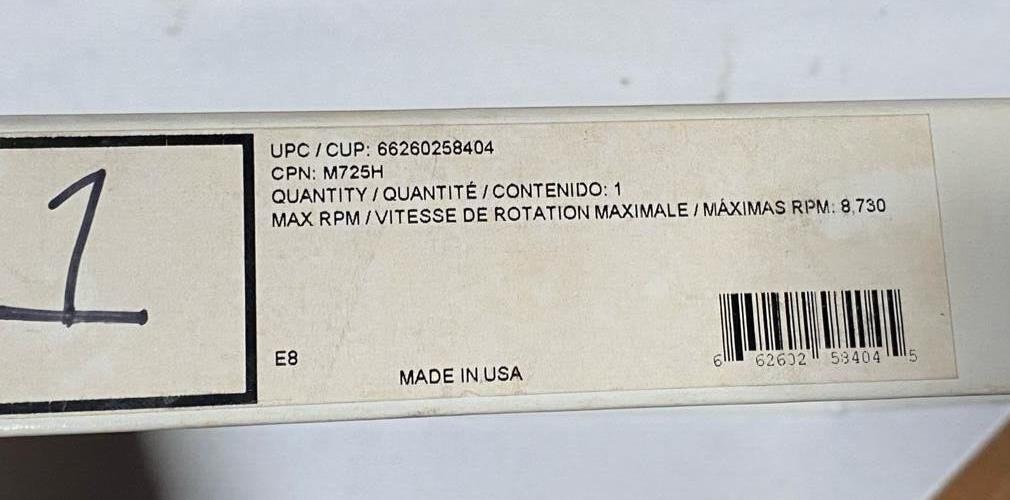 1
UPC / CUP: 66260258404
CPN: M725H
QUANTITY / QUANTITÉ / CONTENIDO: 1
MAX RPM / VITESSE DE ROTATION MAXIMALE / MÁXIMAS RPM: 8,730
E8
MADE IN USA
6 62602 58404 5